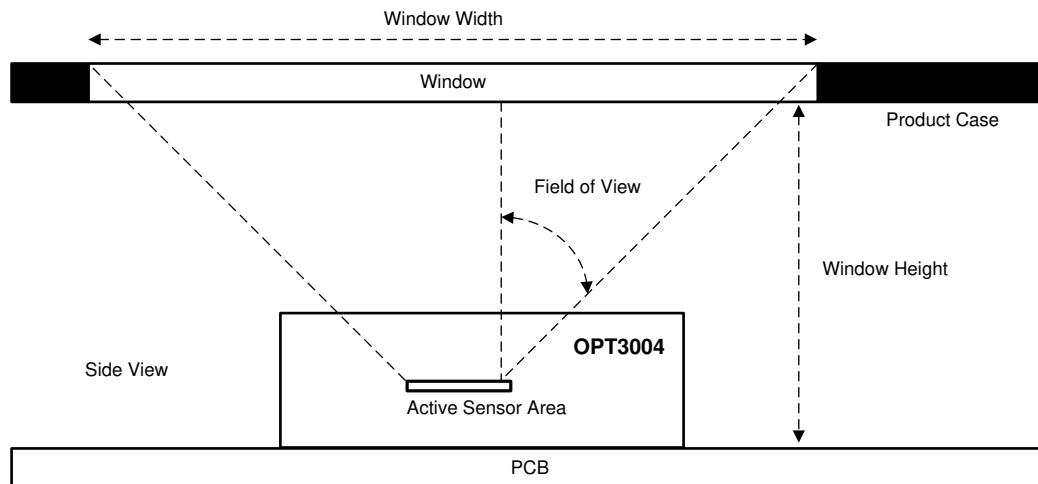 Window Width
Window
Product Case
Field of View
Window Height
OPT3004
Side View
Active Sensor Area
PCB